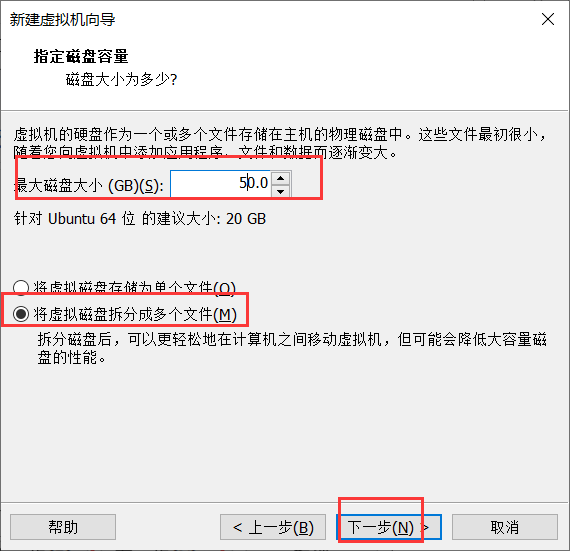 新建虚拟机向导
指定磁盘容量
磁盘大小为多少?
虚拟机的硬盘作为一个或多个文件存储在主机的物理磁盘中。这些文件最初很小，
随着您向虚拟机中添加应用程序、文件和数据而逐渐变大。
最大磁盘大小 (GB)(S): 50.0
针对 Ubuntu 64 位 的建议大小: 20 GB
将虚拟磁盘存储为单个文件(O)
将虚拟磁盘拆分成多个文件(M)
拆分磁盘后，可以更轻松地在计算机之间移动虚拟机，但可能会降低大容量磁
盘的性能。
帮助 < 上一步(B) 下一步(N) > 取消